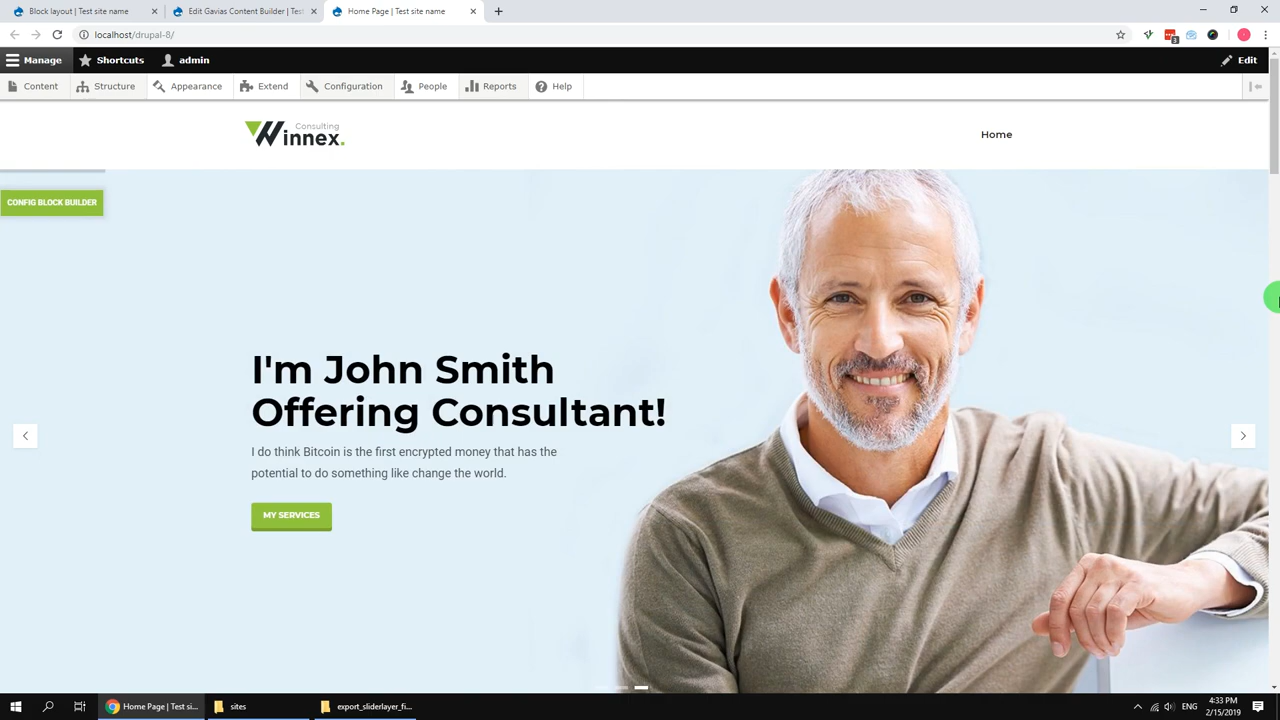 Block layout | Test site name
Edit Gavias Content Builder | Tes
Home Page | Test site name
localhost/drupal-8/
3
Manage
Shortcuts
admin
Edit
Content
Structure
Appearance
Extend
Configuration
People
Reports
Help
Consulting
Winnex.
Home
CONFIG BLOCK BUILDER
I'm John Smith
Offering Consultant!
I do think Bitcoin is the first encrypted money that has the
potential to do something like change the world.
MY SERVICES
Home Page | Test si...
sites
export_sliderlayer_fi...
ENG
4:33 PM
2/15/2019